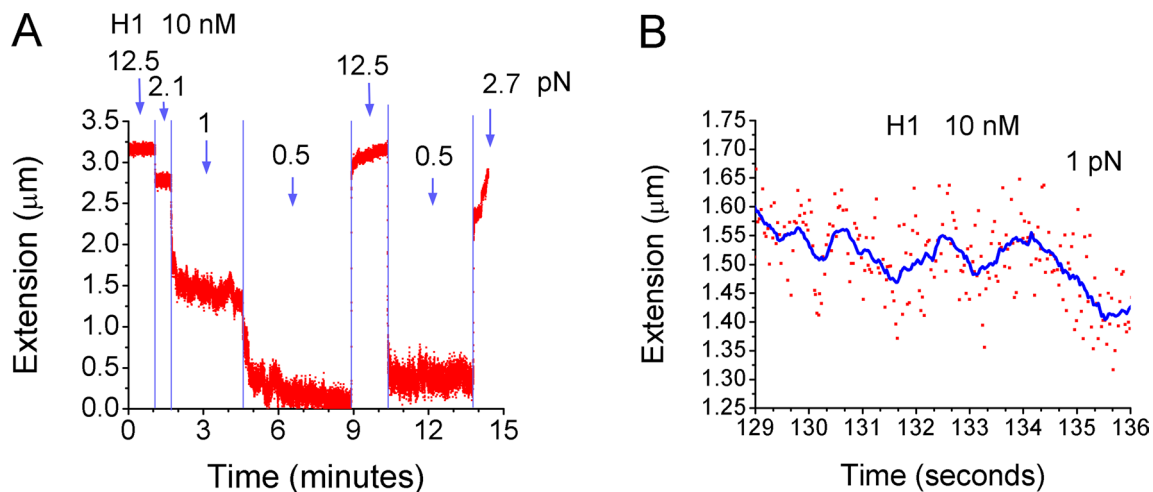 A
H1 10 nM
12.5
2.1
1
0.5
12.5
0.5
2.7 pN
Extension (µm)
3.5
3.0
2.5
2.0
1.5
1.0
0.5
0.0
0 3 6 9 12 15
Time (minutes)
B
H1 10 nM
1 pN
Extension (µm)
1.75
1.70
1.65
1.60
1.55
1.50
1.45
1.40
1.35
1.30
1.25
129 130 131 132 133 134 135 136
Time (seconds)